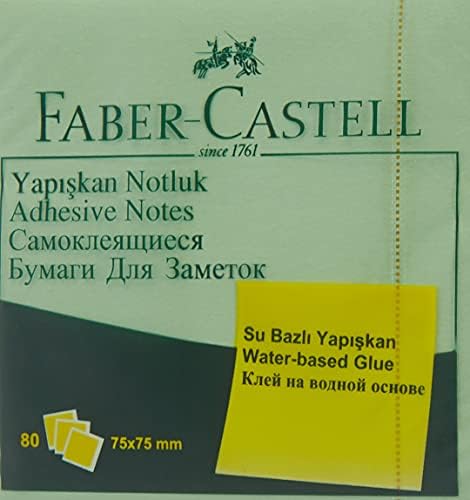 FABER-CASTELL
since 1761
Yapışkan Notluk
Adhesive Notes
Самоклеящиеся
Бумаги Для Заметок
Su Bazlı Yapışkan
Water-based Glue
Клей на водной основе
80 75x75 mm